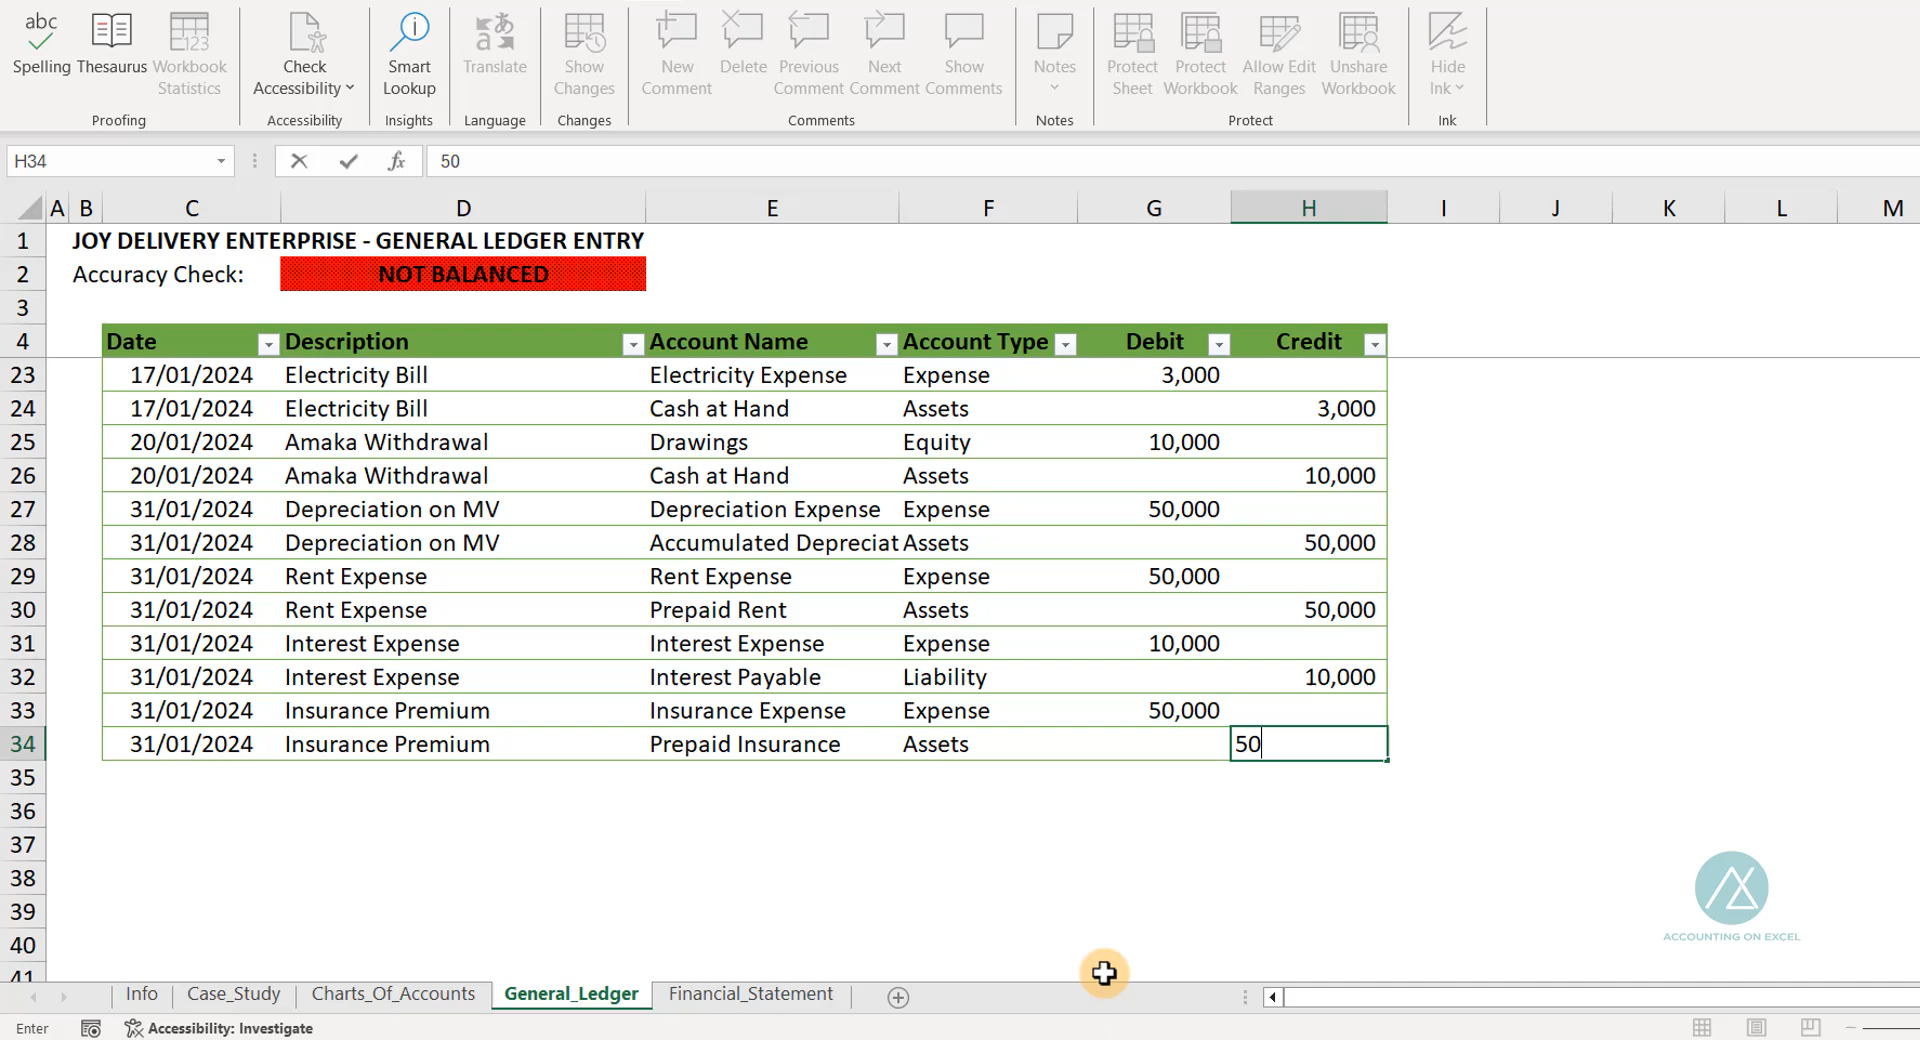 abc
Spelling Thesaurus Workbook Statistics
Check Accessibility
Smart Lookup
Translate
Show Changes
New Comment
Delete
Previous Comment
Next Comment
Show Comments
Notes
Protect Sheet
Protect Workbook
Allow Edit Ranges
Unshare Workbook
Hide Ink
Proofing Accessibility Insights Language Changes Comments Notes Protect Ink
H34 fx 50
A B C D E F G H I J K L M
1 JOY DELIVERY ENTERPRISE - GENERAL LEDGER ENTRY
2 Accuracy Check: NOT BALANCED
3
4 Date Description Account Name Account Type Debit Credit
23 17/01/2024 Electricity Bill Electricity Expense Expense 3,000
24 17/01/2024 Electricity Bill Cash at Hand Assets 3,000
25 20/01/2024 Amaka Withdrawal Drawings Equity 10,000
26 20/01/2024 Amaka Withdrawal Cash at Hand Assets 10,000
27 31/01/2024 Depreciation on MV Depreciation Expense Expense 50,000
28 31/01/2024 Depreciation on MV Accumulated Depreciat Assets 50,000
29 31/01/2024 Rent Expense Rent Expense Expense 50,000
30 31/01/2024 Rent Expense Prepaid Rent Assets 50,000
31 31/01/2024 Interest Expense Interest Expense Expense 10,000
32 31/01/2024 Interest Expense Interest Payable Liability 10,000
33 31/01/2024 Insurance Premium Insurance Expense Expense 50,000
34 31/01/2024 Insurance Premium Prepaid Insurance Assets 50
35
36
37
38
39
40
41
ACCOUNTING ON EXCEL
Info Case_Study Charts_Of_Accounts General_Ledger Financial_Statement
Enter Accessibility: Investigate